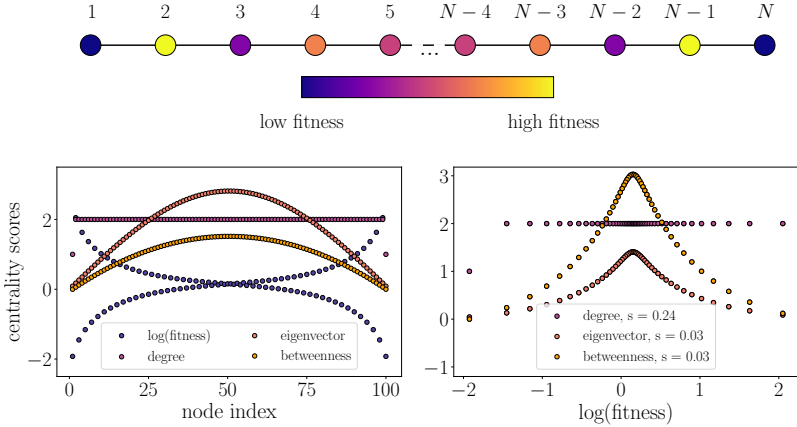 1 2 3 4 5 N − 4 N − 3 N − 2 N − 1 N
...
low fitness high fitness
centrality scores
2
0
−2
log(fitness) eigenvector
degree betweenness
0 25 50 75 100
node index
3
2
1
0
−1
degree, s = 0.24
eigenvector, s = 0.03
betweenness, s = 0.03
−2 −1 0 1 2
log(fitness)